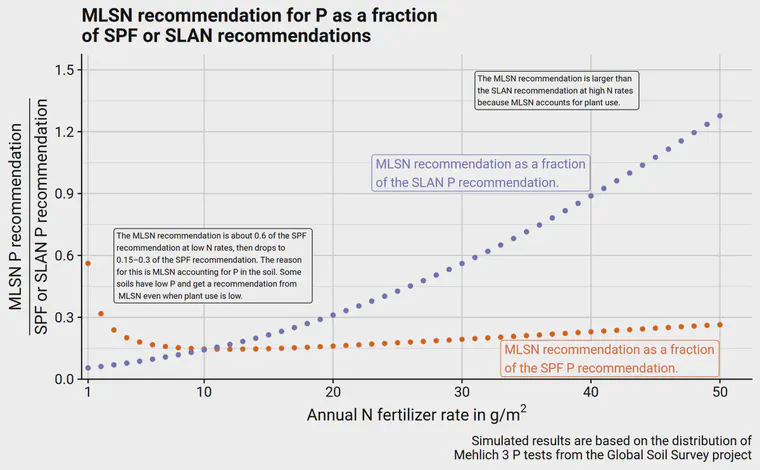 MLSN recommendation for P as a fraction
of SPF or SLAN recommendations
MLSN P recommendation
SPF or SLAN P recommendation
1.5
1.2
0.9
0.6
0.3
0.0
The MLSN recommendation is larger than
the SLAN recommendation at high N rates
because MLSN accounts for plant use.
MLSN recommendation as a fraction
of the SLAN P recommendation.
The MLSN recommendation is about 0.6 of the SPF
recommendation at low N rates, then drops to
0.15–0.3 of the SPF recommendation. The reason
for this is MLSN accounting for P in the soil. Some
soils have low P and get a recommendation from
MLSN even when plant use is low.
MLSN recommendation as a fraction
of the SPF P recommendation.
1 10 20 30 40 50
Annual N fertilizer rate in g/m²
Simulated results are based on the distribution of
Mehlich 3 P tests from the Global Soil Survey project